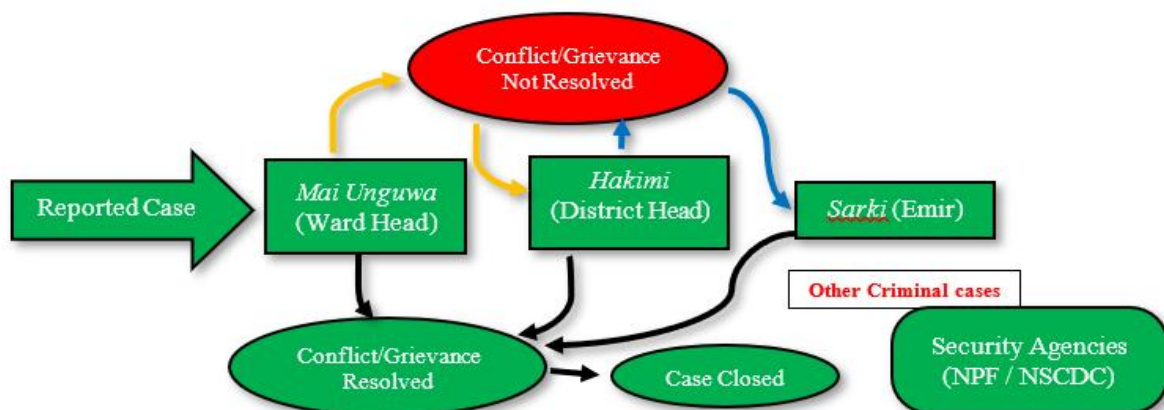 Conflict/Grievance
Not Resolved
Reported Case
Mai Unguwa
(Ward Head)
Hakimi
(District Head)
Sarki (Emir)
Other Criminal cases
Conflict/Grievance
Resolved
Case Closed
Security Agencies
(NPF / NSCDC)